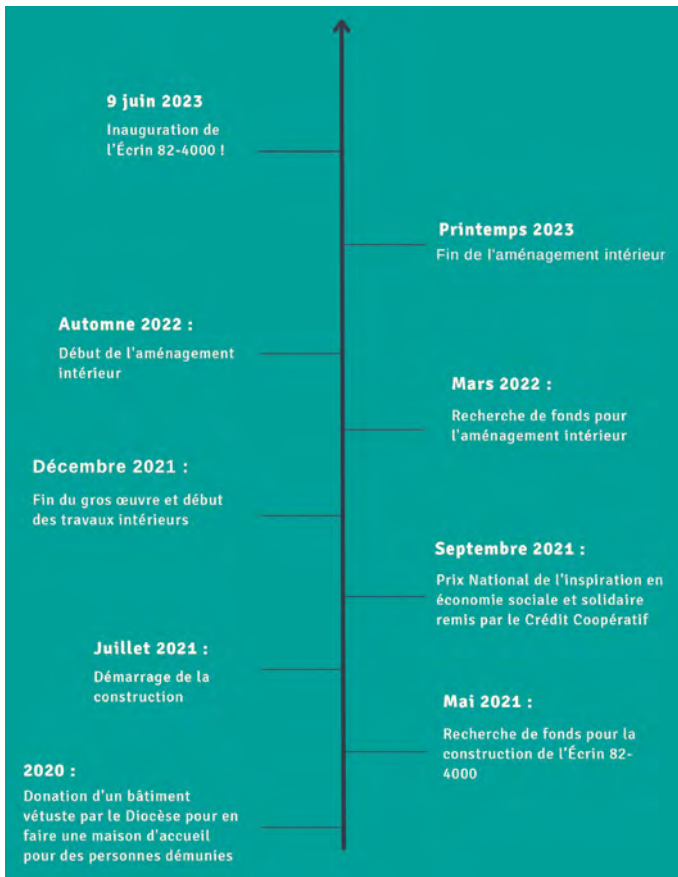 9 juin 2023
Inauguration de
l'Écrin 82-4000 !
Printemps 2023
Fin de l'aménagement intérieur
Automne 2022 :
Début de l'aménagement
intérieur
Mars 2022 :
Recherche de fonds pour
l'aménagement intérieur
Décembre 2021 :
Fin du gros œuvre et début
des travaux intérieurs
Septembre 2021 :
Prix National de l'inspiration en
économie sociale et solidaire
remis par le Crédit Coopératif
Juillet 2021 :
Démarrage de la
construction
Mai 2021 :
Recherche de fonds pour la
construction de l'Écrin 82-
4000
2020 :
Donation d'un bâtiment
vétuste par le Diocèse pour en
faire une maison d'accueil
pour des personnes démunies